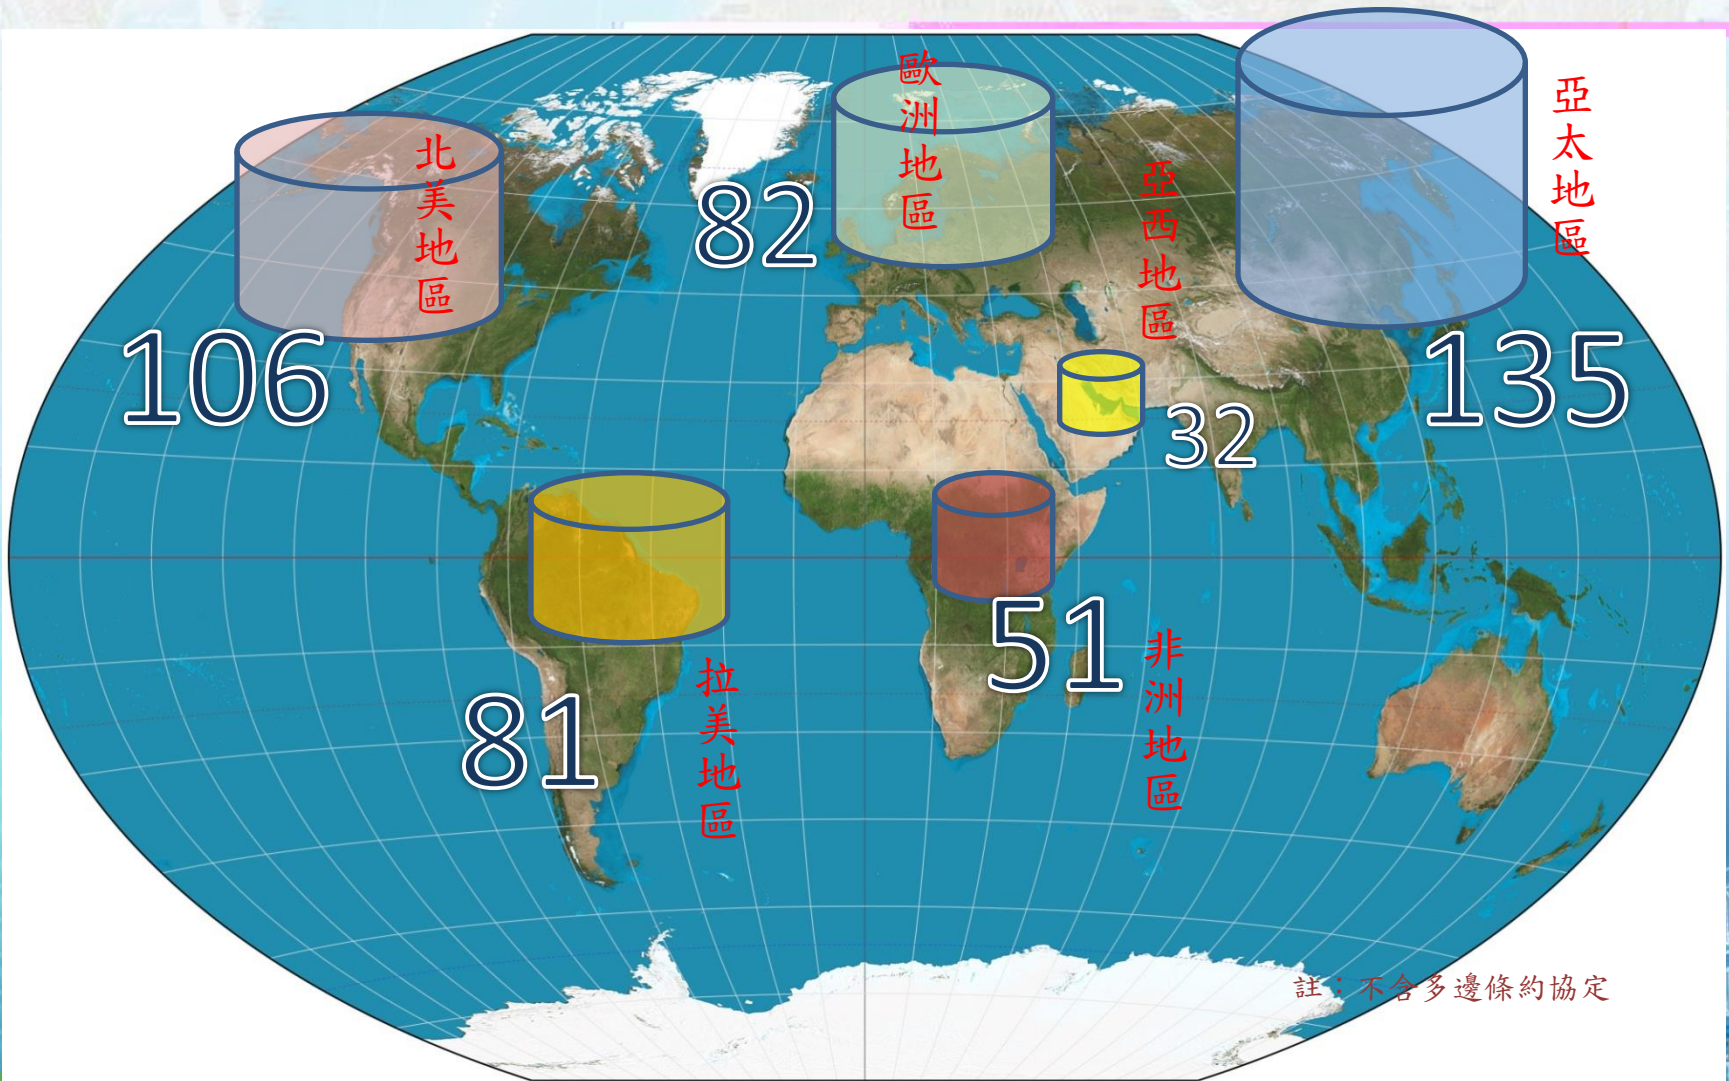 北美地區
106
歐洲地區
82
亞西地區
32
亞太地區
135
拉美地區
81
非洲地區
51
註：不含多邊條約協定